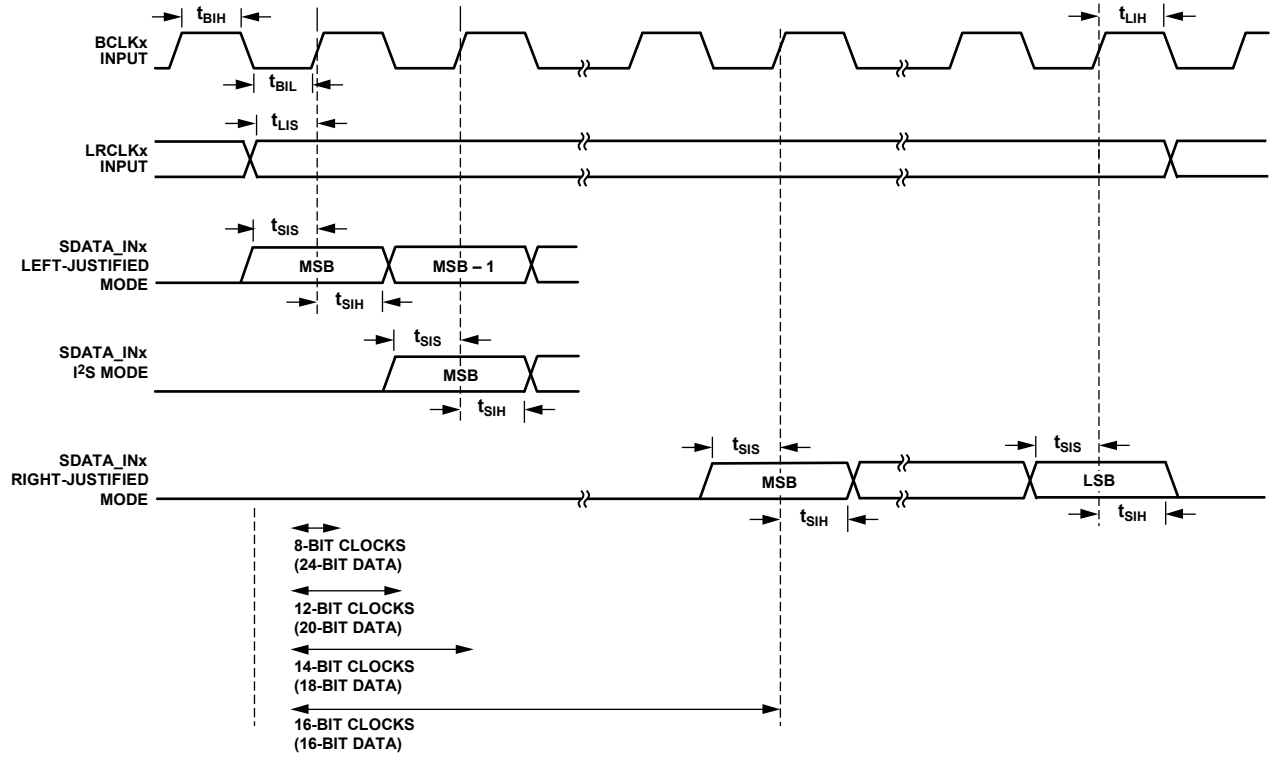 tBIH
tLIH
BCLKx
INPUT
tBIL
tLIS
LRCLKx
INPUT
tSIS
SDATA_INx
LEFT-JUSTIFIED
MODE
MSB
MSB – 1
tSIH
tSIS
SDATA_INx
I2S MODE
MSB
tSIH
tSIS
tSIS
SDATA_INx
RIGHT-JUSTIFIED
MODE
MSB
LSB
tSIH
tSIH
8-BIT CLOCKS
(24-BIT DATA)
12-BIT CLOCKS
(20-BIT DATA)
14-BIT CLOCKS
(18-BIT DATA)
16-BIT CLOCKS
(16-BIT DATA)